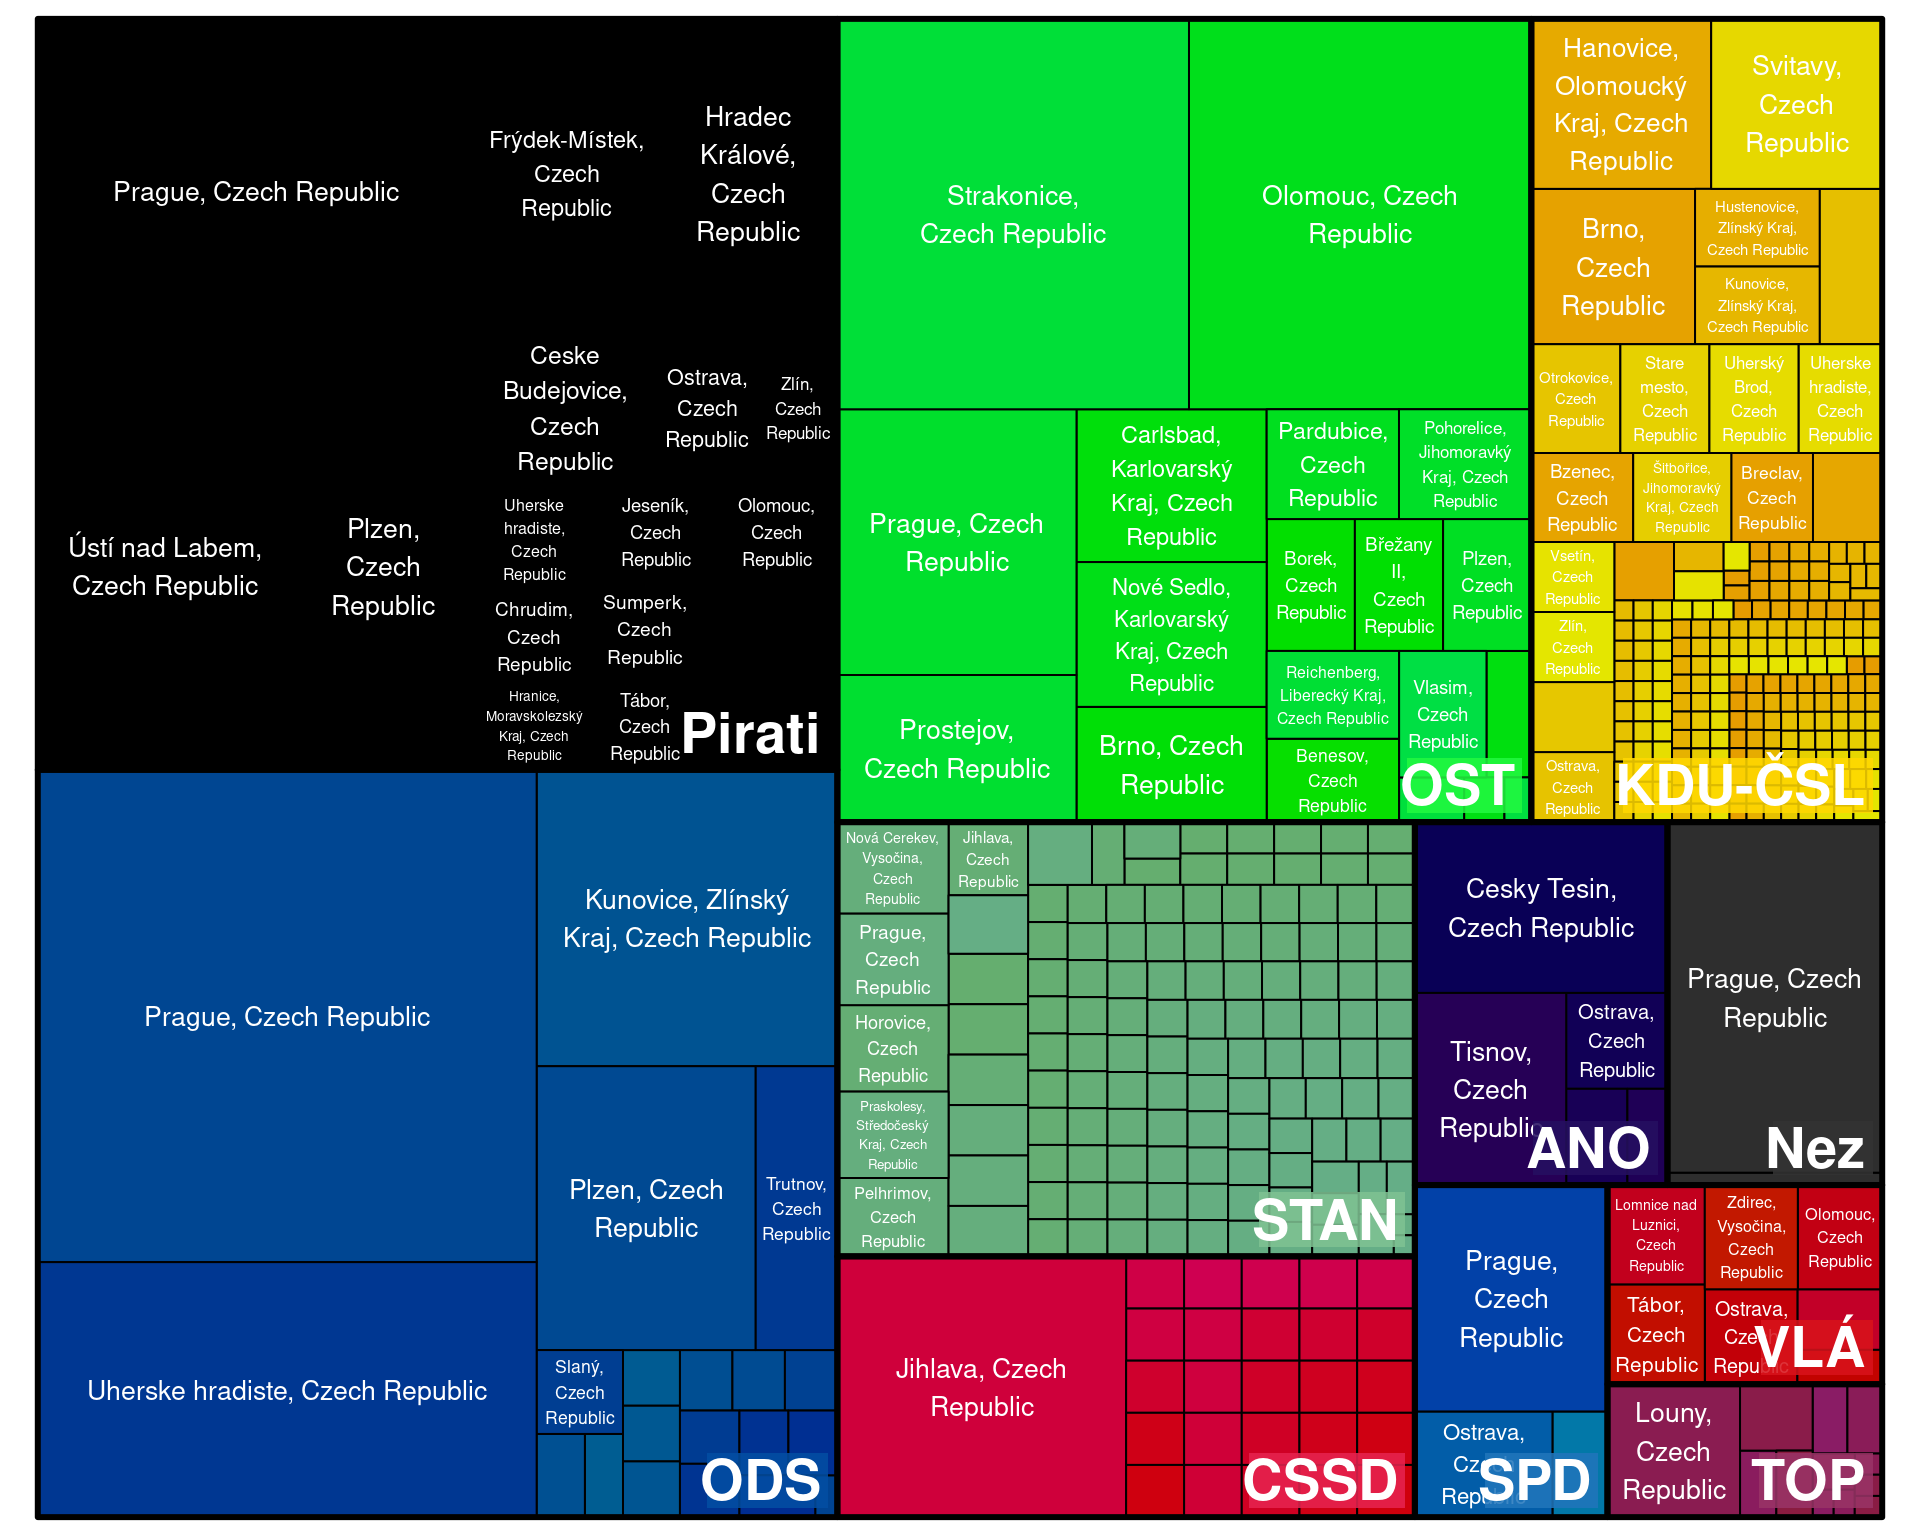 Prague, Czech Republic
Frýdek-Místek,
Czech
Republic
Hradec
Králové,
Czech
Republic
Ústí nad Labem,
Czech Republic
Plzen,
Czech
Republic
Ceske
Budejovice,
Czech
Republic
Ostrava,
Czech
Republic
Zlín,
Czech
Republic
Uherske
hradiste,
Czech
Republic
Jeseník,
Czech
Republic
Olomouc,
Czech
Republic
Chrudim,
Czech
Republic
Sumperk,
Czech
Republic
Hranice,
Moravskolezský
Kraj, Czech
Republic
Tábor,
Czech
Republic
Pirati
Strakonice,
Czech Republic
Olomouc, Czech
Republic
Prague, Czech
Republic
Prostejov,
Czech Republic
Carlsbad,
Karlovarský
Kraj, Czech
Republic
Nové Sedlo,
Karlovarský
Kraj, Czech
Republic
Brno, Czech
Republic
Pardubice,
Czech
Republic
Pohorelice,
Jihomoravký
Kraj, Czech
Republic
Borek,
Czech
Republic
Břežany
II,
Czech
Republic
Plzen,
Czech
Republic
Reichenberg,
Liberecký Kraj,
Czech Republic
Benesov,
Czech
Republic
Vlasim,
Czech
Republic
OST
Hanovice,
Olomoucký
Kraj, Czech
Republic
Svitavy,
Czech
Republic
Brno,
Czech
Republic
Hustenovice,
Zlínský Kraj,
Czech Republic
Kunovice,
Zlínský Kraj,
Czech Republic
Otrokovice,
Czech
Republic
Stare
mesto,
Czech
Republic
Uherský
Brod,
Czech
Republic
Uherske
hradiste,
Czech
Republic
Bzenec,
Czech
Republic
Šitbořice,
Jihomoravký
Kraj, Czech
Republic
Breclav,
Czech
Republic
Vsetín,
Czech
Republic
Zlín,
Czech
Republic
Ostrava,
Czech
Republic
KDU-ČSL
Prague, Czech Republic
Uherske hradiste, Czech Republic
Kunovice, Zlínský
Kraj, Czech Republic
Plzen, Czech
Republic
Trutnov,
Czech
Republic
Slaný,
Czech
Republic
ODS
Nová Cerekev,
Vysočina,
Czech
Republic
Jihlava,
Czech
Republic
Prague,
Czech
Republic
Horovice,
Czech
Republic
Praskolesy,
Středočeský
Kraj, Czech
Republic
Pelhrimov,
Czech
Republic
STAN
Jihlava, Czech
Republic
CSSD
Cesky Tesin,
Czech Republic
Tisnov,
Czech
Republic
Ostrava,
Czech
Republic
ANO
Prague, Czech
Republic
Nez
Prague,
Czech
Republic
Ostrava,
Czech
Republic
SPD
Lomnice nad
Luznici,
Czech
Republic
Zdirec,
Vysočina,
Czech
Republic
Olomouc,
Czech
Republic
Tábor,
Czech
Republic
Ostrava,
Czech
Republic
VLÁ
Louny,
Czech
Republic
TOP